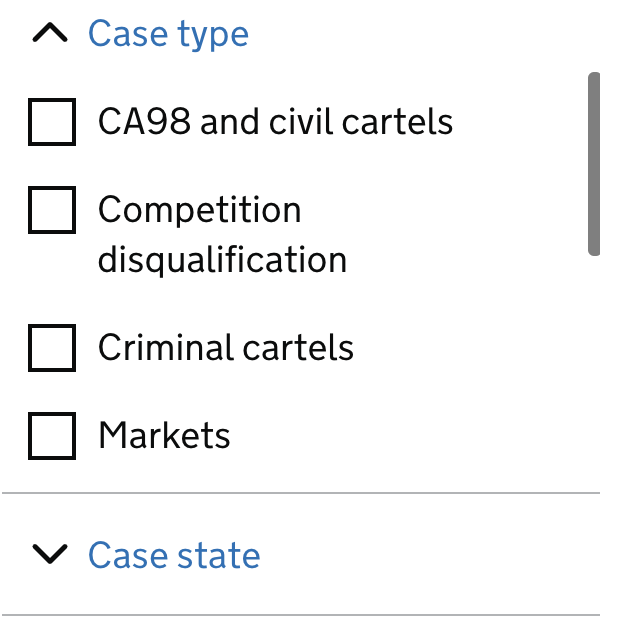 Case type
CA98 and civil cartels
Competition
disqualification
Criminal cartels
Markets
Case state